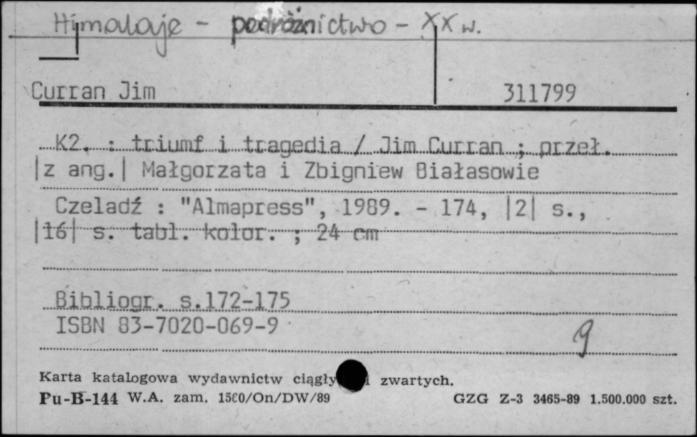 Himalaje - podróżnictwo - XX w.
Curran Jim 311799
K2. : triumf i tragedia / Jim Curran ; przeł.
|z ang.| Małgorzata i Zbigniew Białasowie
Czeladź : "Almapress", 1989. - 174, |2| s.,
|16| s. tabl. kolor. ; 24 cm
Bibliogr. s.172-175
ISBN 83-7020-069-9
g
Karta katalogowa wydawnictw zwartych.
Pu-B-144 W.A. zam. 1500/On/DW/89 GZG Z-3 3465-89 1.500.000 szt.